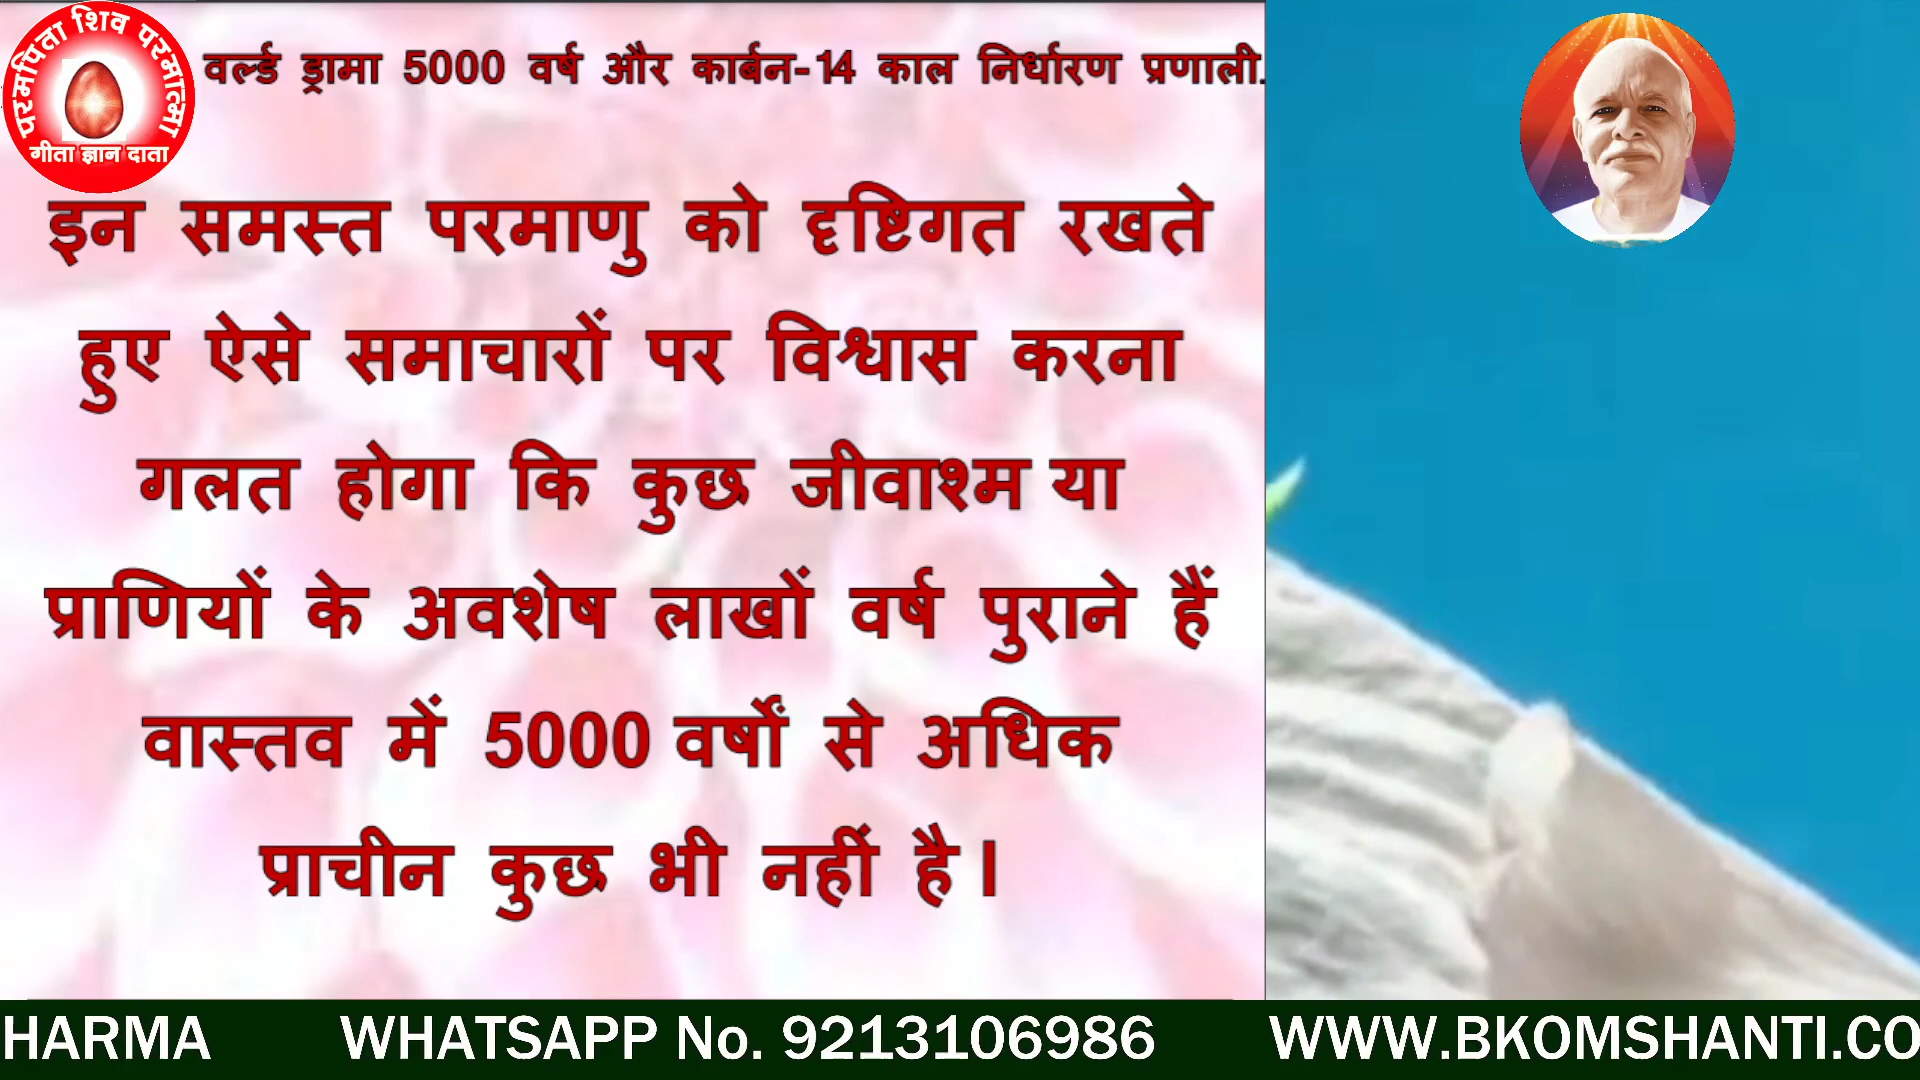 परमपिता शिव परमात्मा
गीता ज्ञान दाता
वर्ल्ड ड्रामा 5000 वर्ष और कार्बन-14 काल निर्धारण प्रणाली.
इन समस्त परमाणु को दृष्टिगत रखते
हुए ऐसे समाचारों पर विश्वास करना
गलत होगा कि कुछ जीवाश्म या
प्राणियों के अवशेष लाखों वर्ष पुराने हैं
वास्तव में 5000 वर्षों से अधिक
प्राचीन कुछ भी नहीं है।
HARMA WHATSAPP No. 9213106986 WWW.BKOMSHANTI.CO